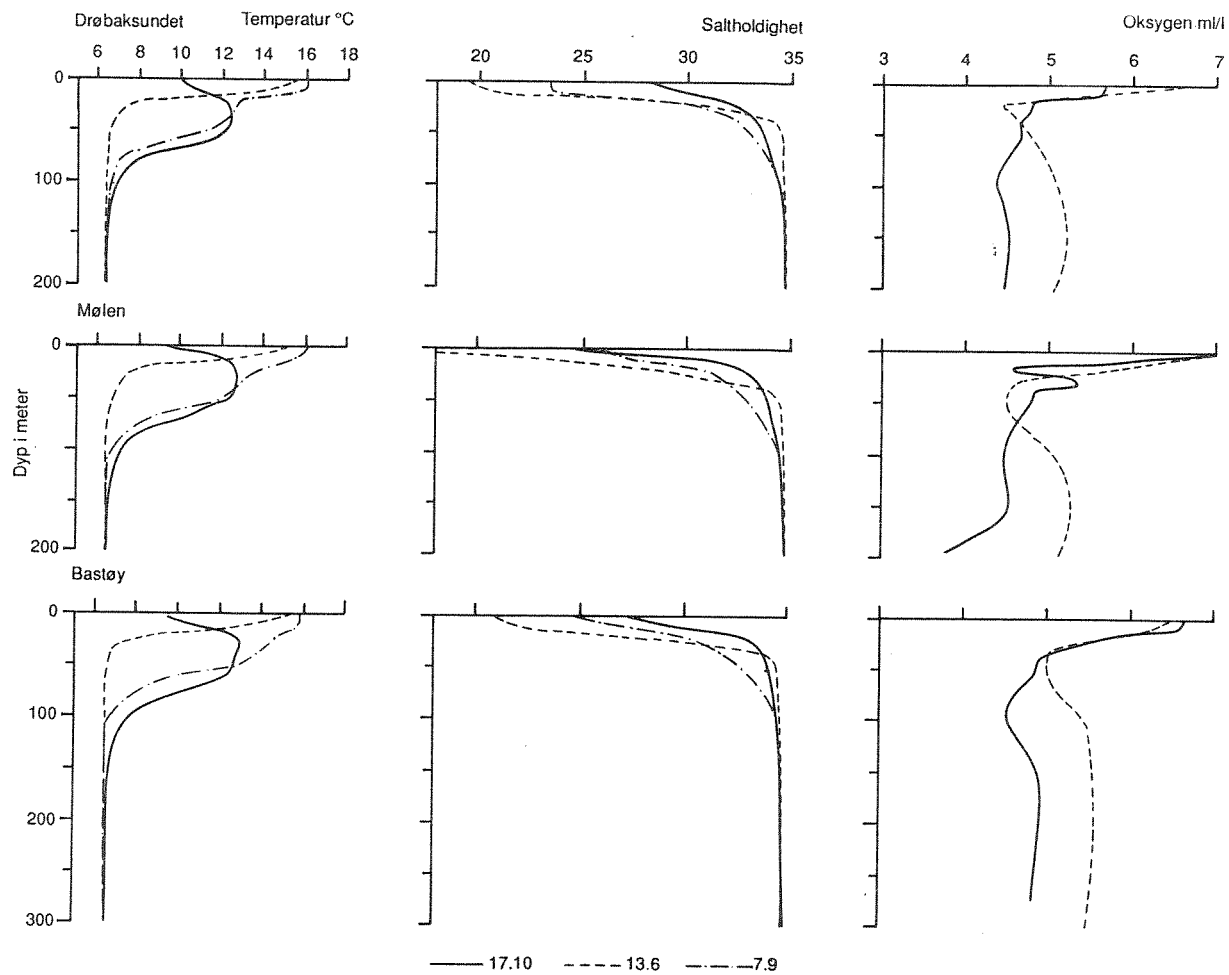 Drøbaksundet Temperatur °C Saltholdighet Oksygen ml/l
6 8 10 12 14 16 18 20 25 30 35 3 4 5 6 7
0
100
200
Mølen
0
Dyp i meter
200
Bastøy
0
100
200
300
17.10 13.6 7.9